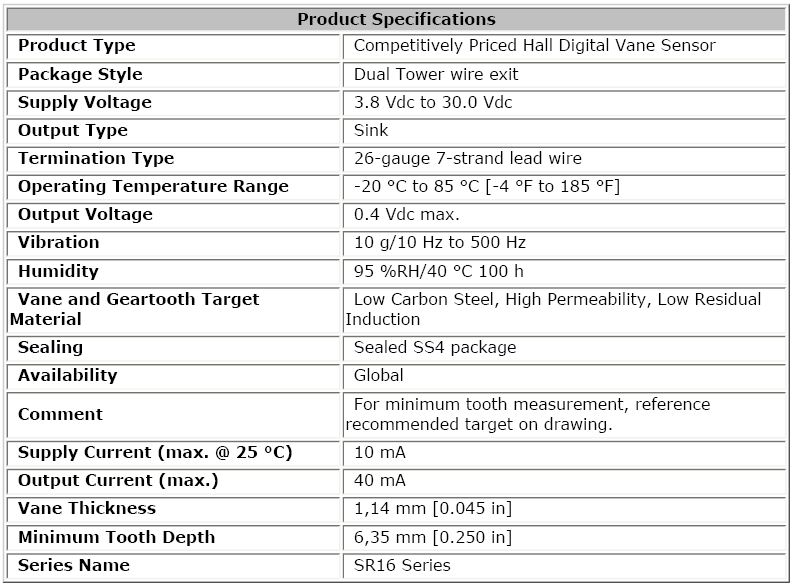 Product Specifications
Product Type Competitively Priced Hall Digital Vane Sensor
Package Style Dual Tower wire exit
Supply Voltage 3.8 Vdc to 30.0 Vdc
Output Type Sink
Termination Type 26-gauge 7-strand lead wire
Operating Temperature Range -20 °C to 85 °C [-4 °F to 185 °F]
Output Voltage 0.4 Vdc max.
Vibration 10 g/10 Hz to 500 Hz
Humidity 95 %RH/40 °C 100 h
Vane and Geartooth Target Low Carbon Steel, High Permeability, Low Residual
Material Induction
Sealing Sealed SS4 package
Availability Global
Comment For minimum tooth measurement, reference
recommended target on drawing.
Supply Current (max. @ 25 °C) 10 mA
Output Current (max.) 40 mA
Vane Thickness 1,14 mm [0.045 in]
Minimum Tooth Depth 6,35 mm [0.250 in]
Series Name SR16 Series